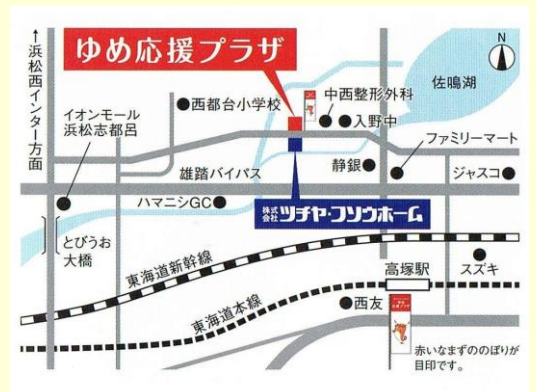 ↑浜松西インター方面
ゆめ応援プラザ
N
佐鳴湖
イオンモール
浜松志都呂
●西都台小学校
中西整形外科
●入野中
ファミリーマート
雄踏バイパス
静銀●
ジャスコ●
ハマニシGC●
株式会社 ツチヤ・フソウホーム
とびうお
大橋
東海道新幹線
高塚駅
スズキ
東海道本線
●西友
赤いなまずののぼりが
目印です。